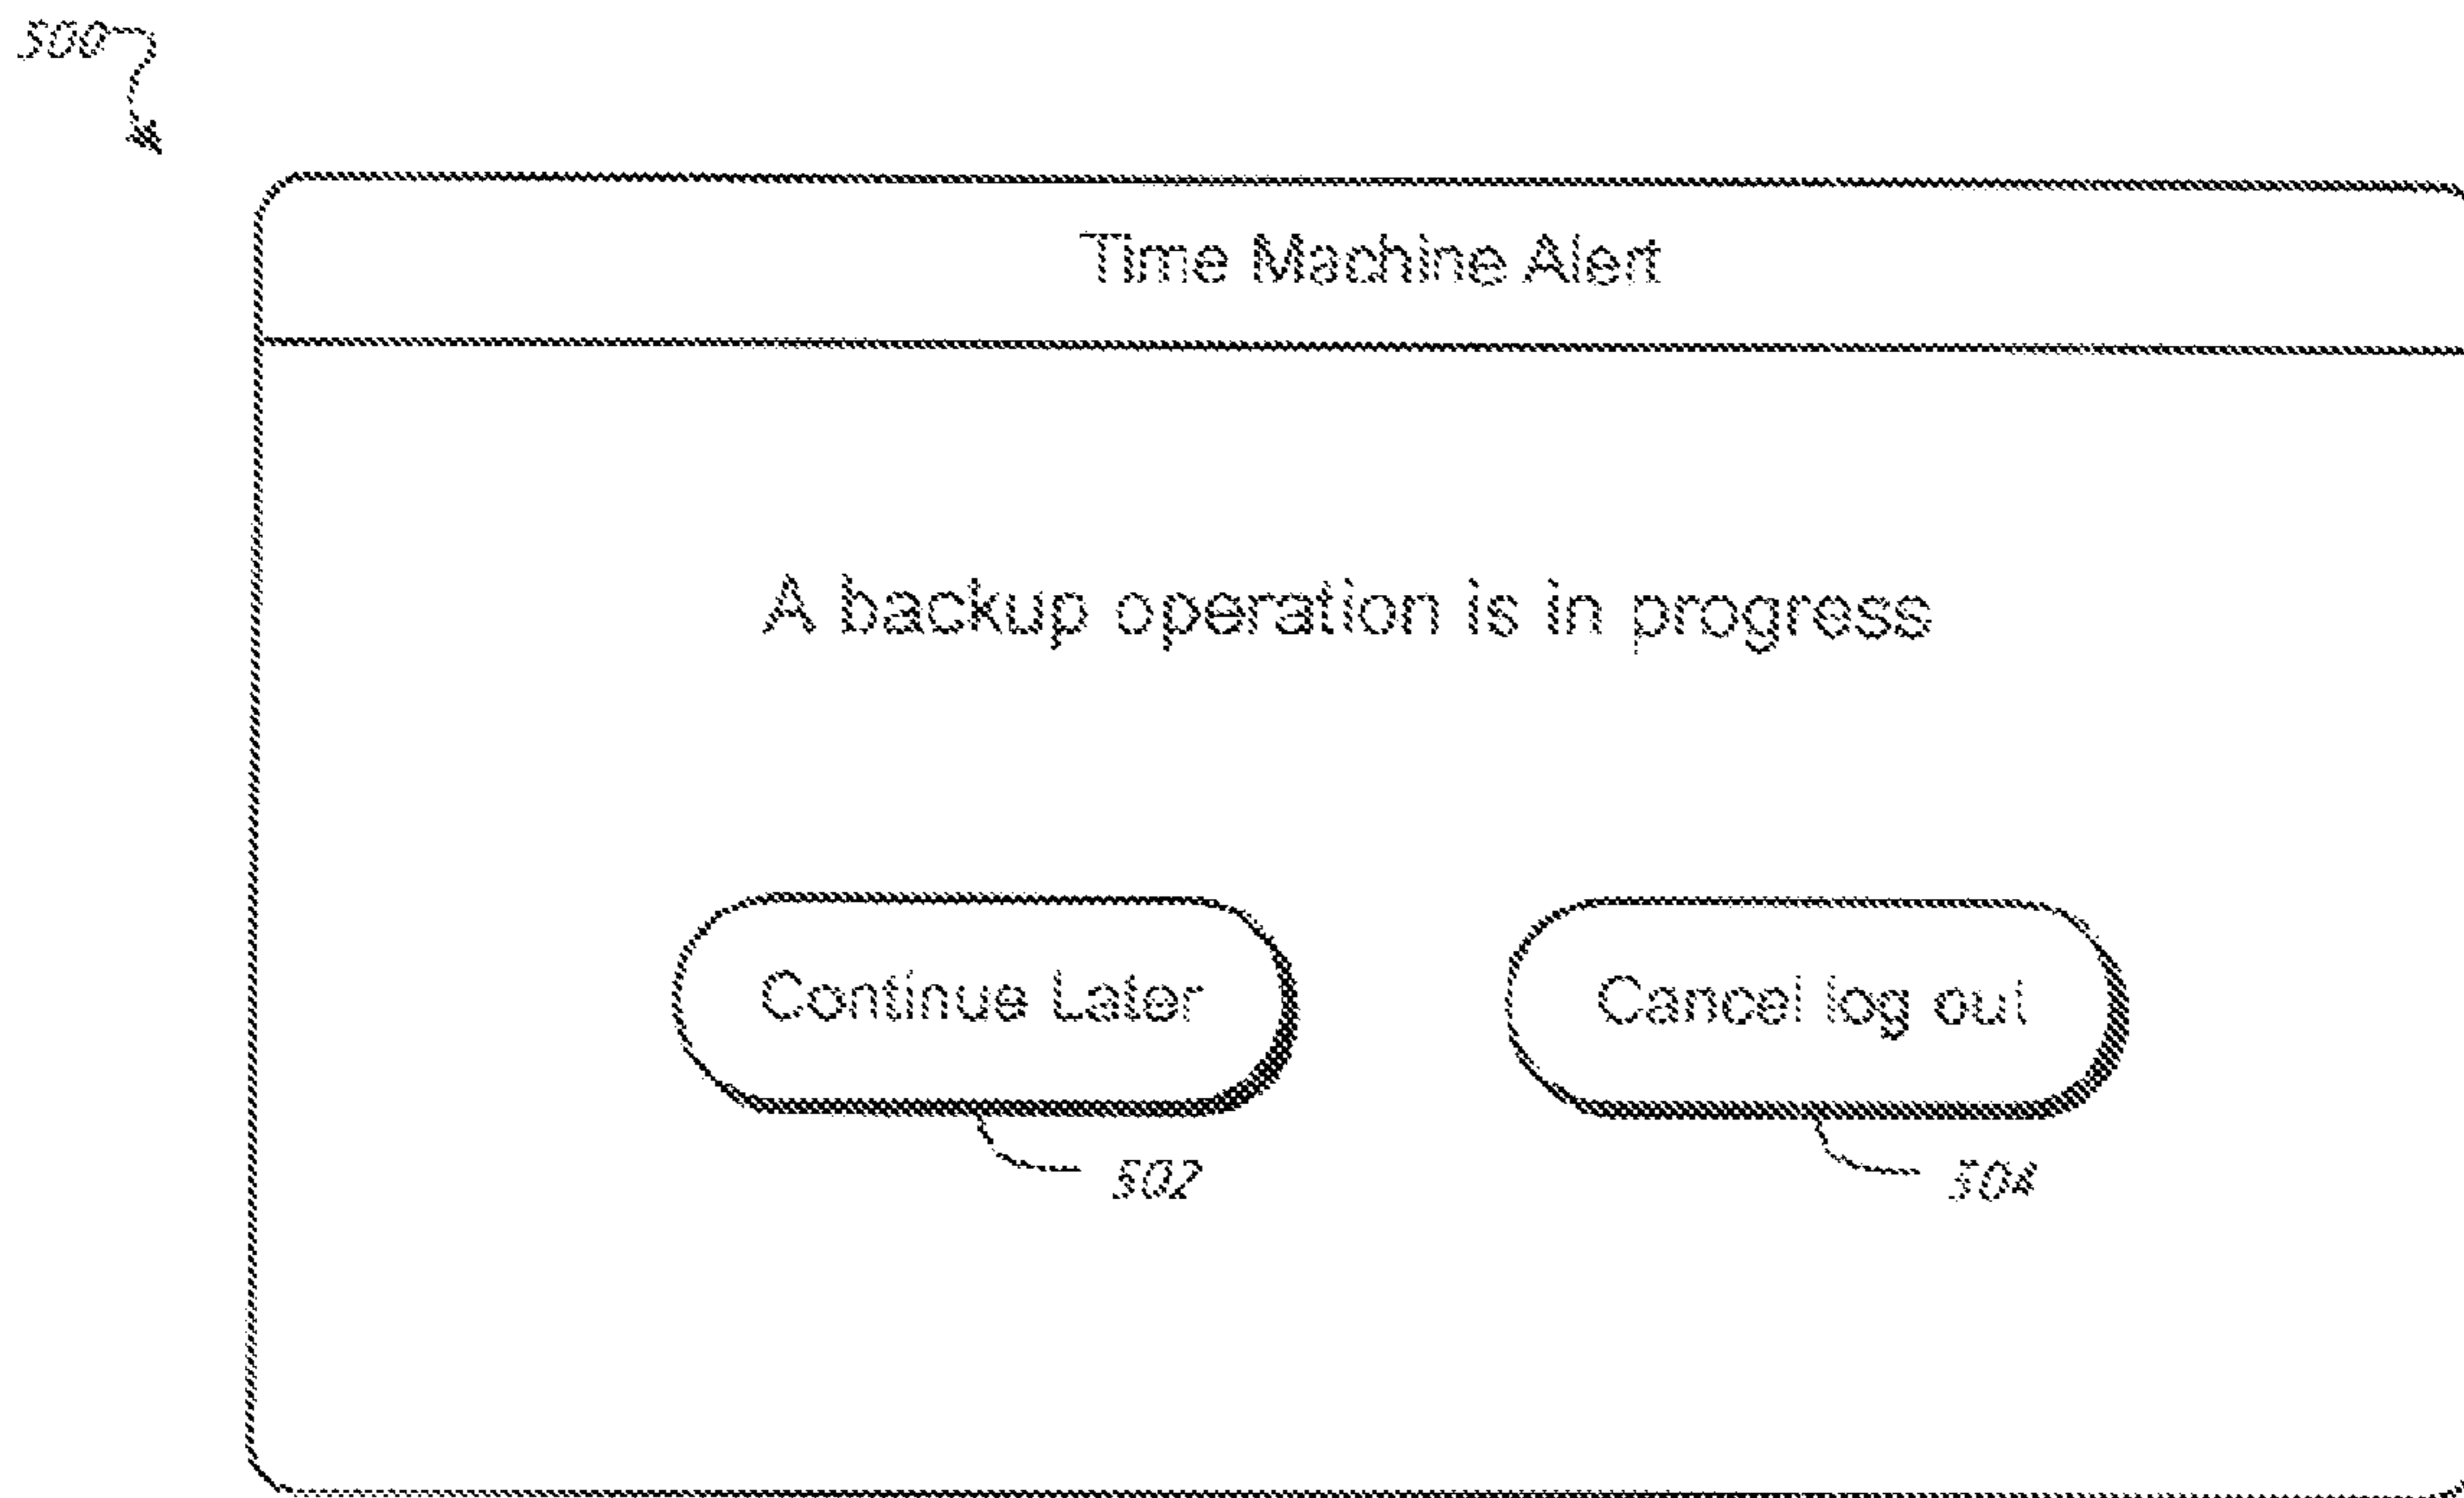 500
Time Machine Alert
A backup operation is in progress
Continue Later
Cancel log out
502
504